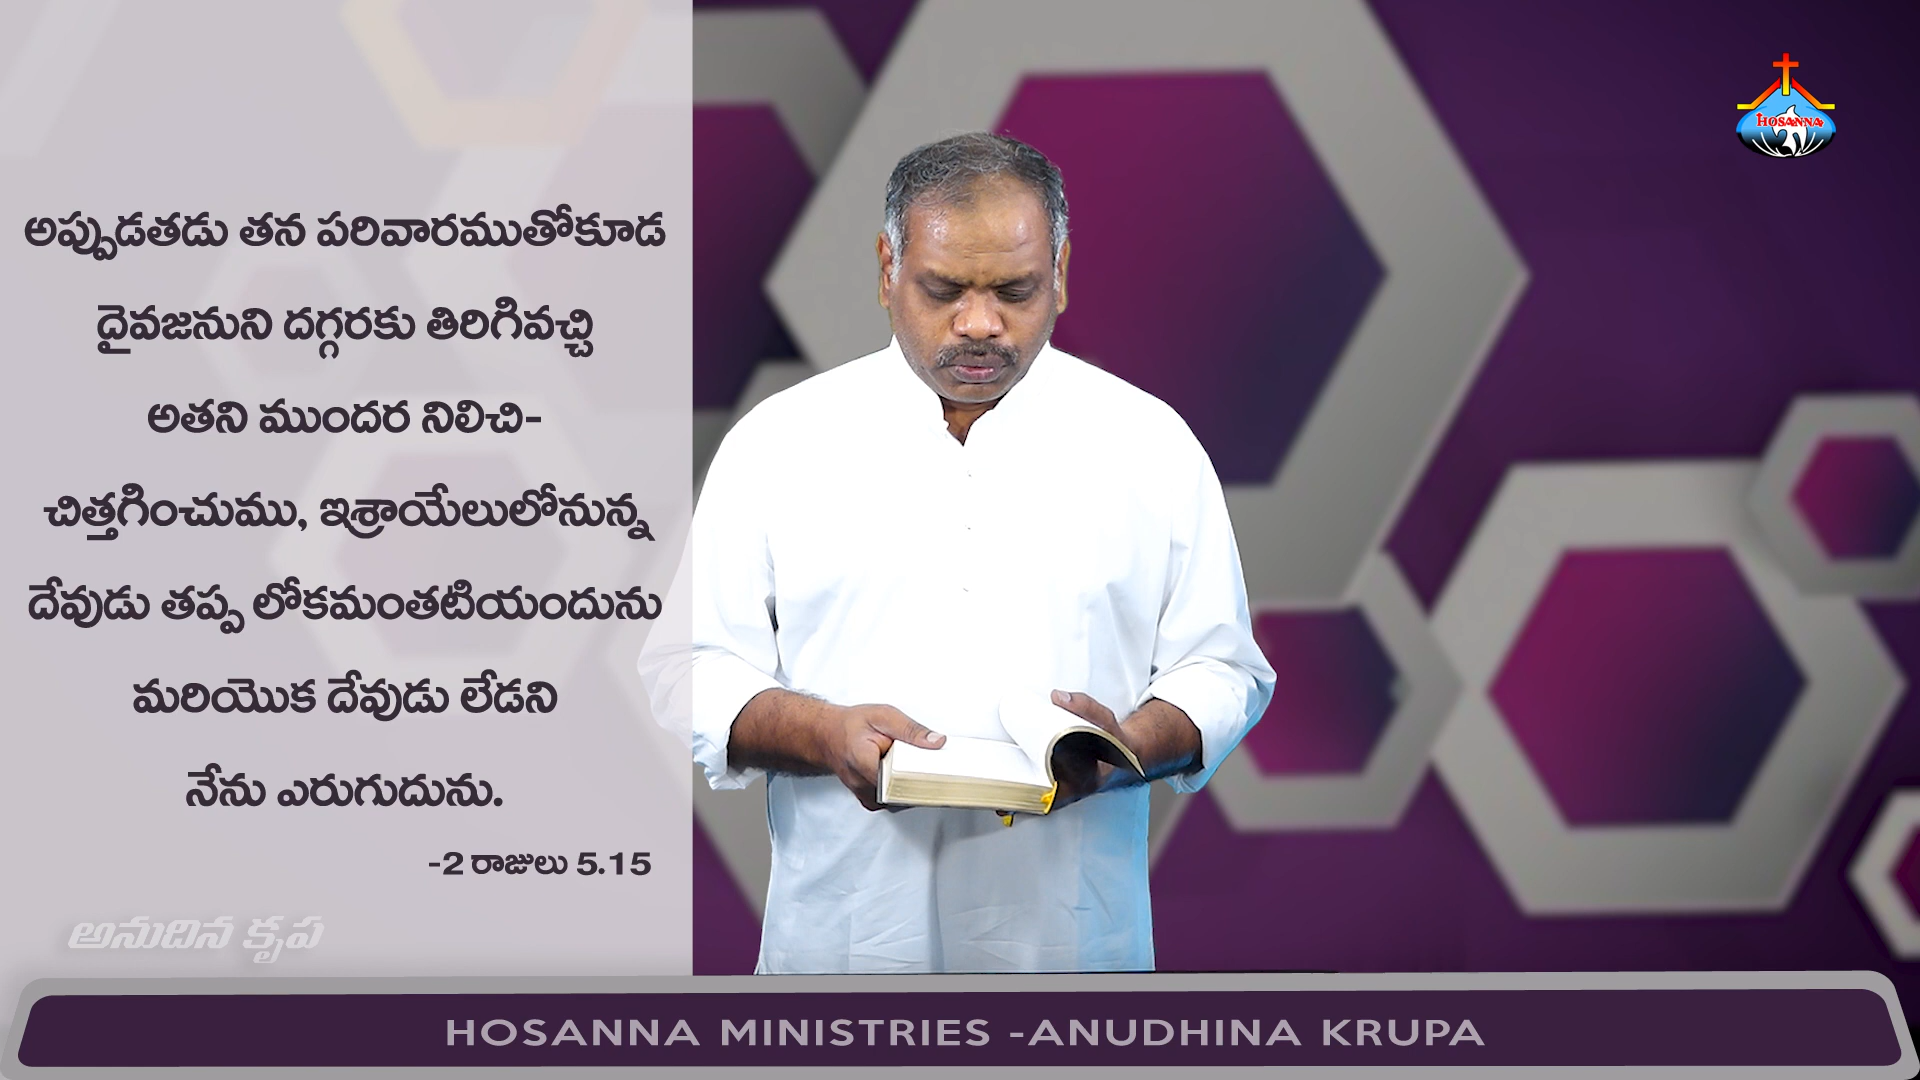 అప్పుడతడు తన పరివారముతోకూడ
దైవజనుని దగ్గరకు తిరిగివచ్చి
అతని ముందర నిలిచి-
చిత్తగించుము, ఇశ్రాయేలులోనున్న
దేవుడు తప్ప లోకమంతటియందును
మరియొక దేవుడు లేడని
నేను ఎరుగుదును.
-2 రాజులు 5.15
అనుదిన కృప
HOSANNA
HOSANNA MINISTRIES -ANUDHINA KRUPA